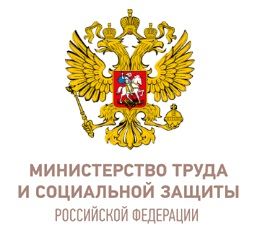 МИНИСТЕРСТВО ТРУДА
И СОЦИАЛЬНОЙ ЗАЩИТЫ
РОССИЙСКОЙ ФЕДЕРАЦИИ